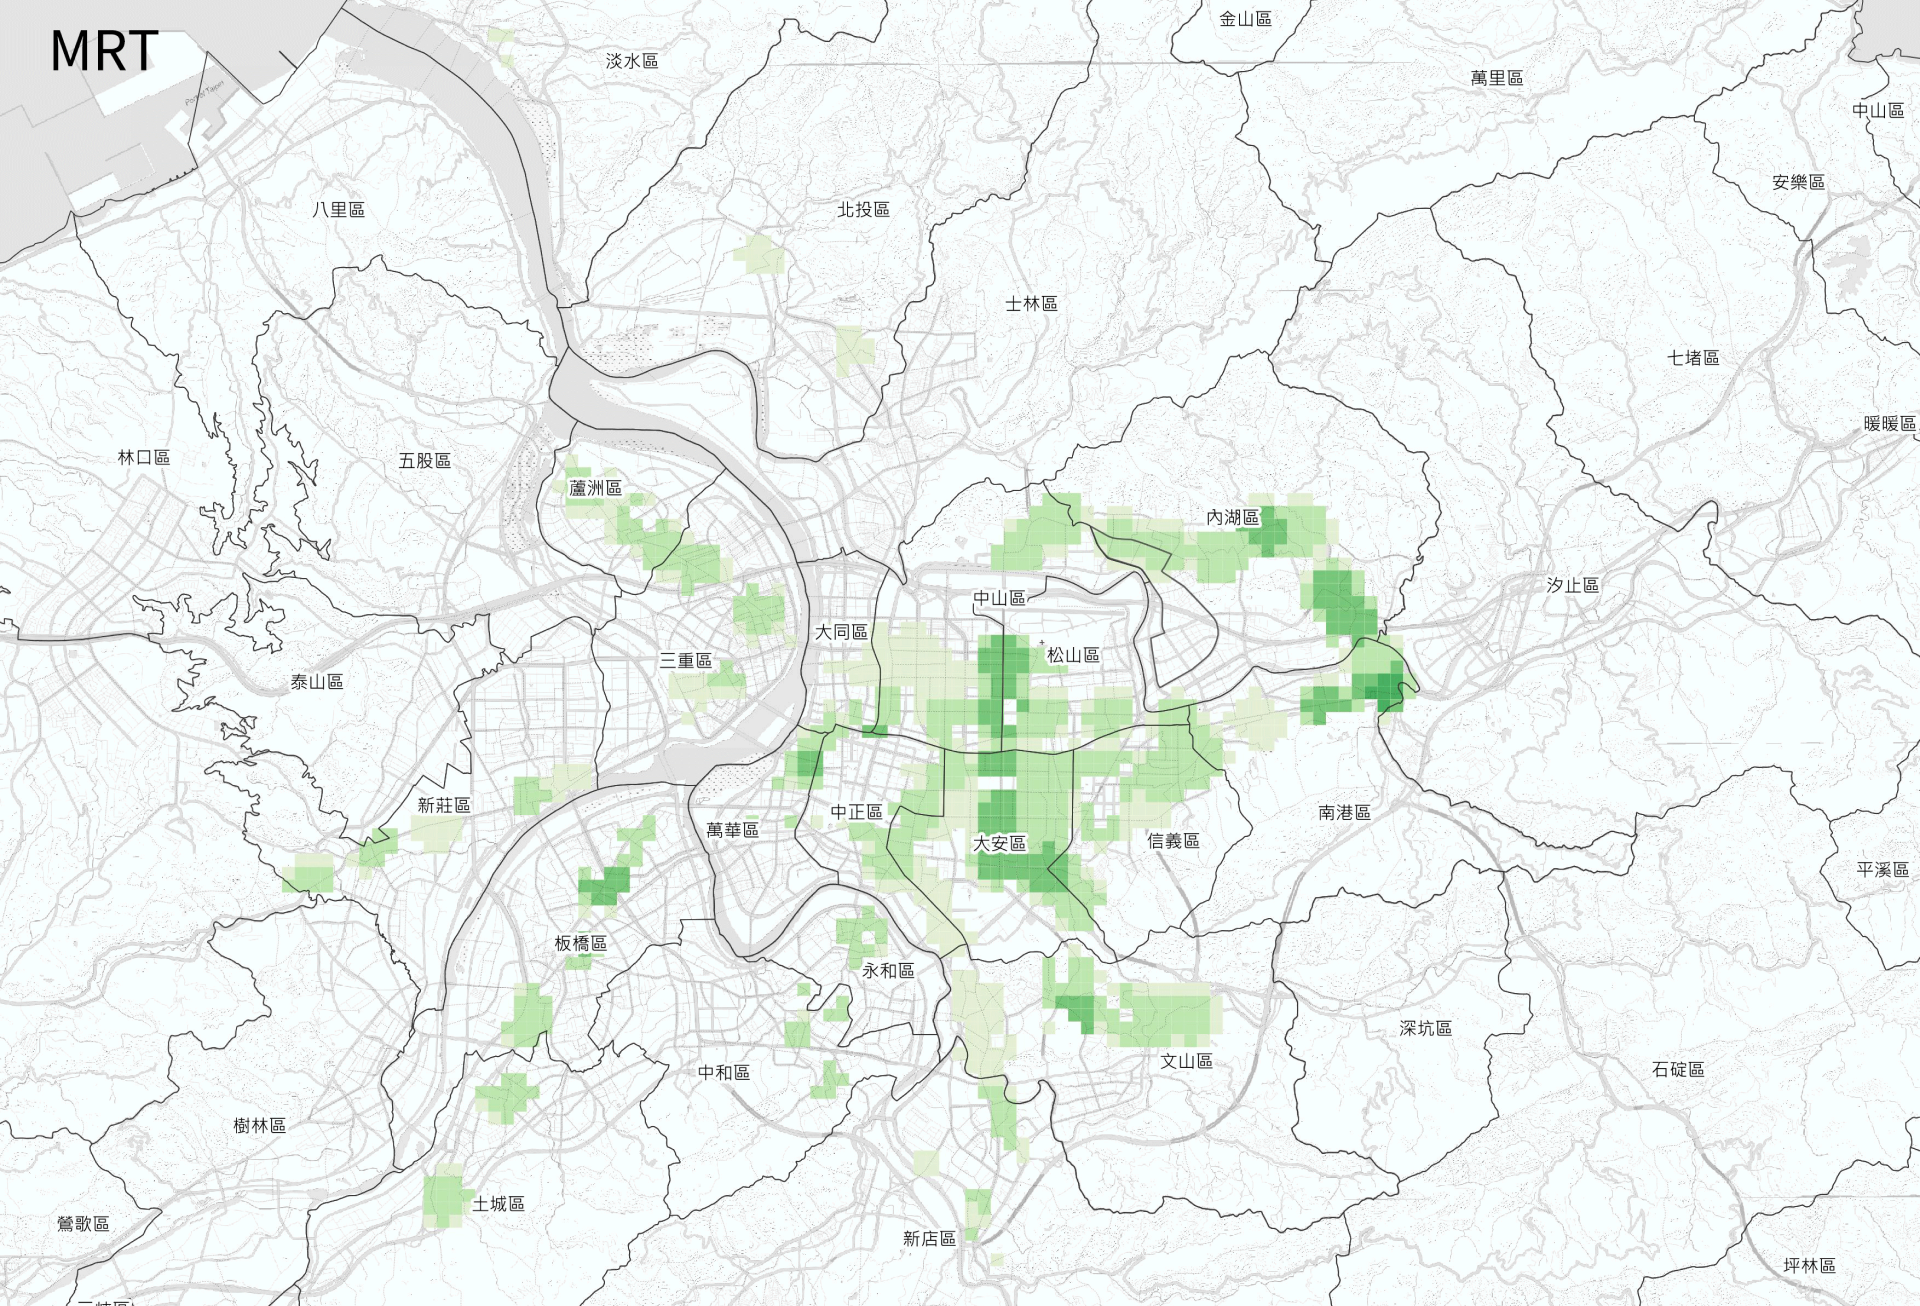 MRT
金山區
淡水區
萬里區
Port of Taipei
中山區
安樂區
八里區
北投區
士林區
七堵區
暖暖區
林口區
五股區
蘆洲區
內湖區
汐止區
中山區
大同區
松山區
三重區
泰山區
新莊區
中正區
南港區
萬華區
大安區
信義區
平溪區
板橋區
永和區
深坑區
文山區
石碇區
中和區
樹林區
土城區
鶯歌區
新店區
坪林區